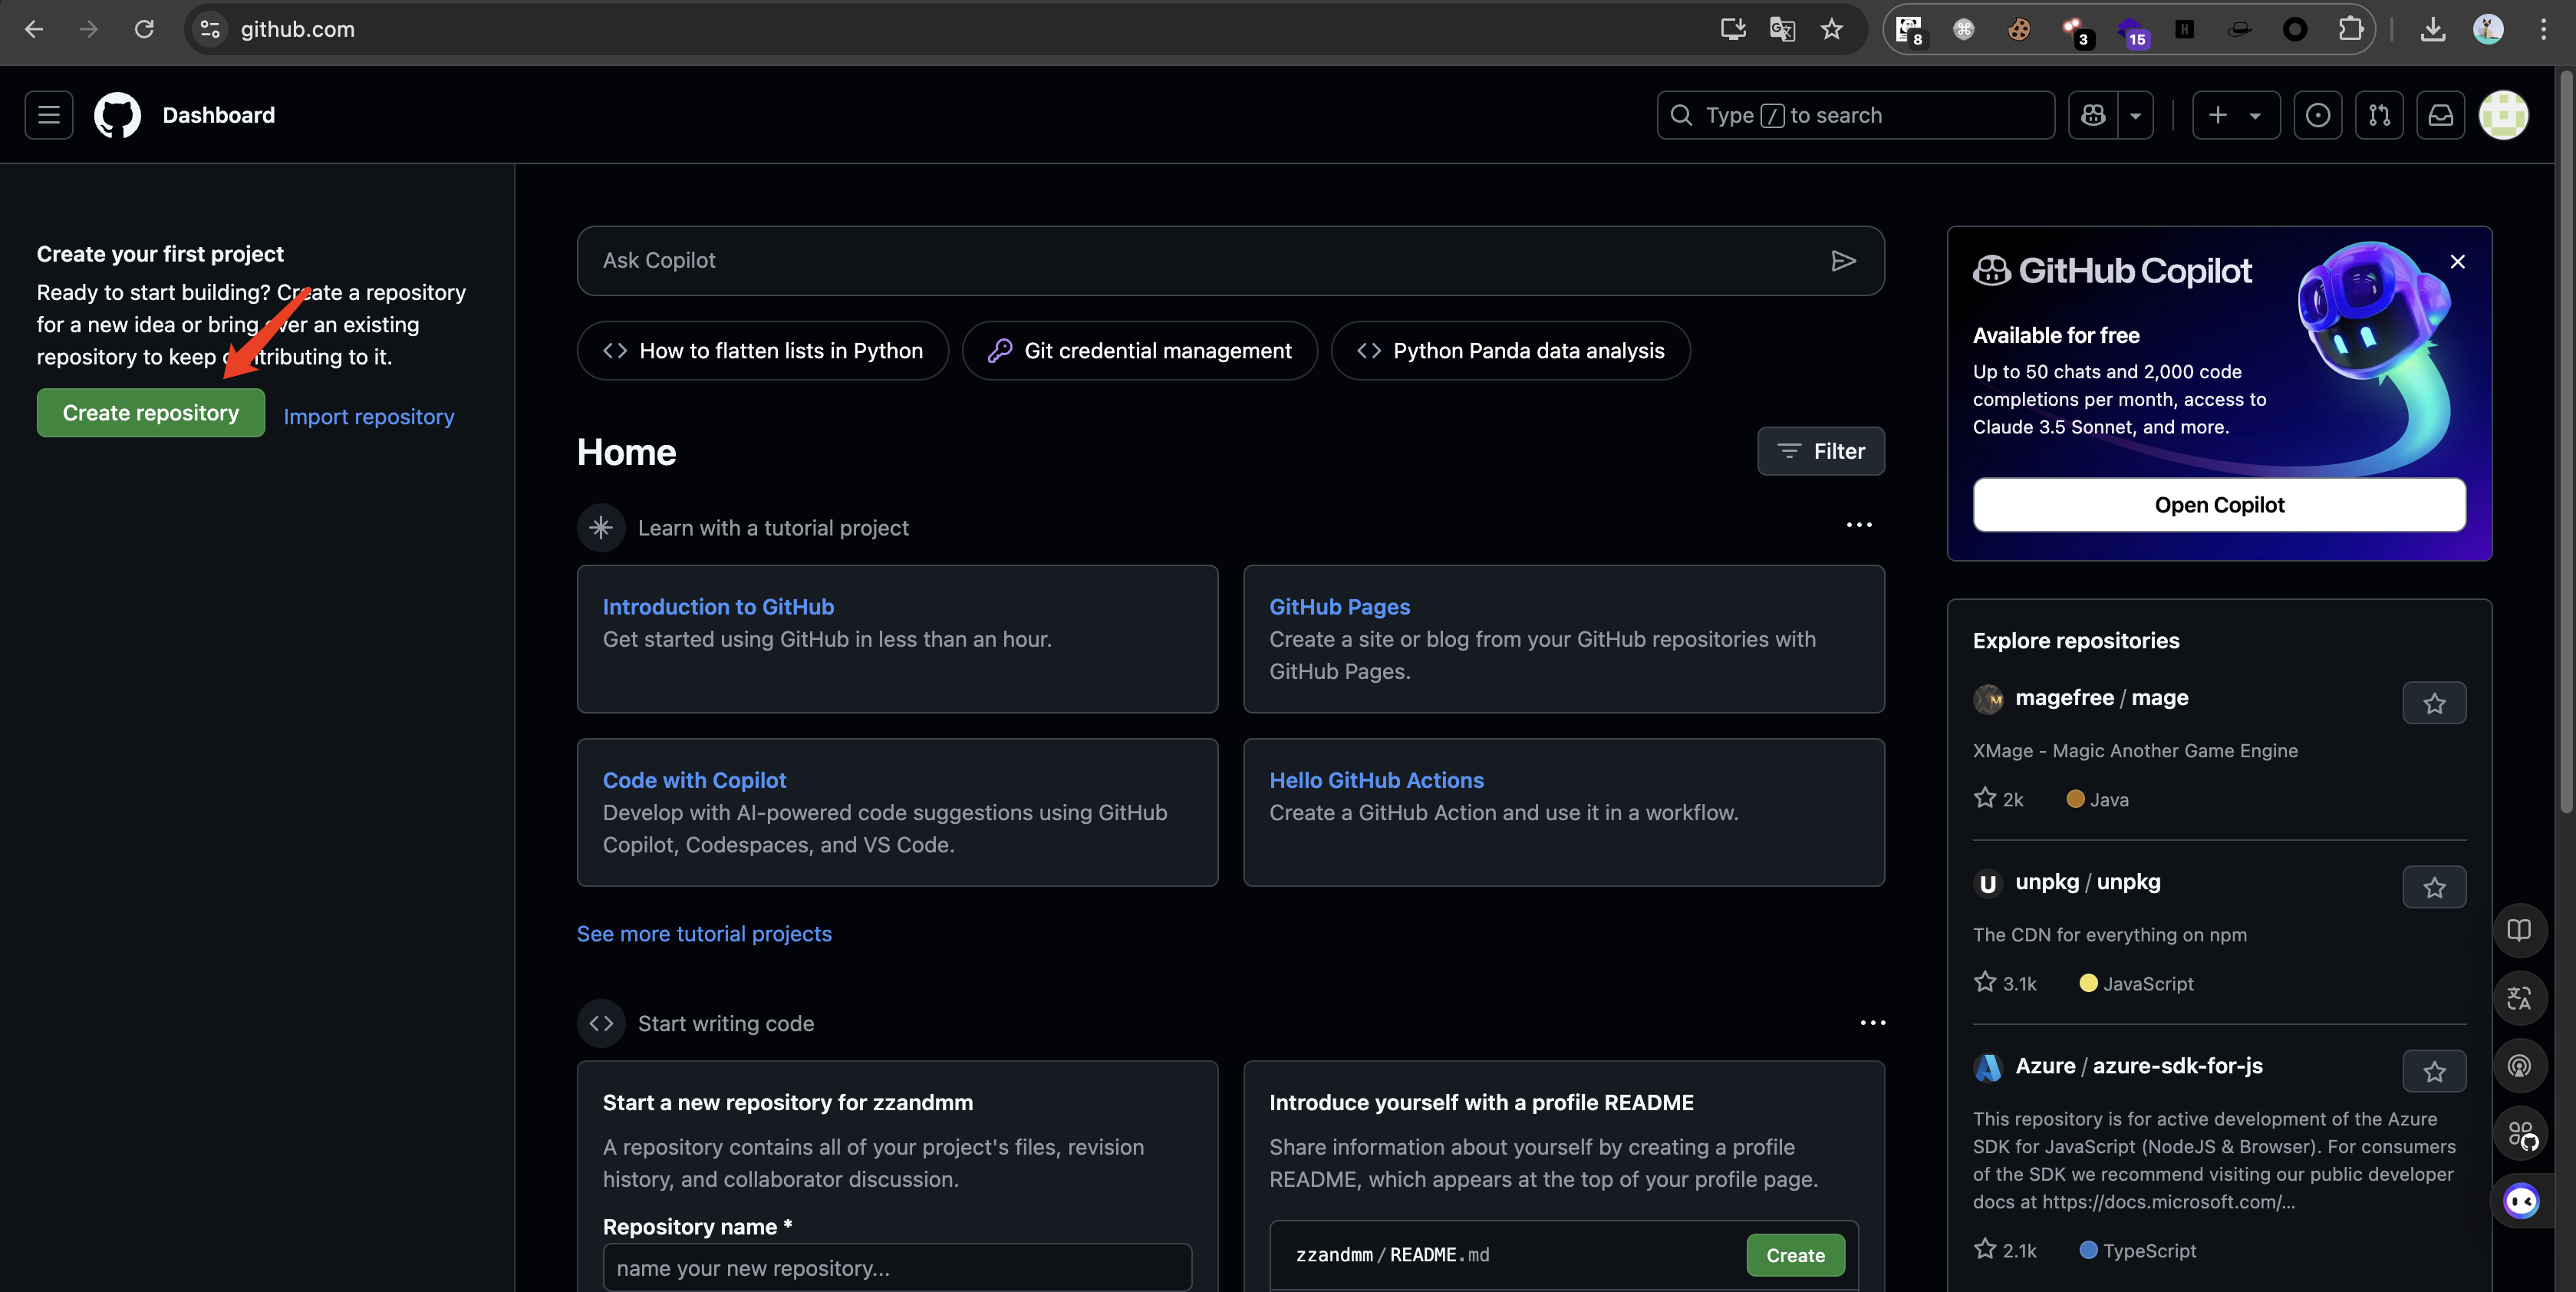 github.com
8
3
15
H
Dashboard
Type / to search
Create your first project
Ready to start building? Create a repository
for a new idea or bring over an existing
repository to keep contributing to it.
Create repository
Import repository
Ask Copilot
How to flatten lists in Python
Git credential management
Python Panda data analysis
Home
Filter
Learn with a tutorial project
Introduction to GitHub
Get started using GitHub in less than an hour.
GitHub Pages
Create a site or blog from your GitHub repositories with
GitHub Pages.
Code with Copilot
Develop with AI-powered code suggestions using GitHub
Copilot, Codespaces, and VS Code.
Hello GitHub Actions
Create a GitHub Action and use it in a workflow.
See more tutorial projects
Start writing code
Start a new repository for zzandmm
A repository contains all of your project's files, revision
history, and collaborator discussion.
Repository name *
name your new repository...
Introduce yourself with a profile README
Share information about yourself by creating a profile
README, which appears at the top of your profile page.
zzandmm / README.md
Create
GitHub Copilot
Available for free
Up to 50 chats and 2,000 code
completions per month, access to
Claude 3.5 Sonnet, and more.
Open Copilot
Explore repositories
magefree / mage
XMage - Magic Another Game Engine
2k
Java
U
unpkg / unpkg
The CDN for everything on npm
3.1k
JavaScript
Azure / azure-sdk-for-js
This repository is for active development of the Azure
SDK for JavaScript (NodeJS & Browser). For consumers
of the SDK we recommend visiting our public developer
docs at https://docs.microsoft.com/...
2.1k
TypeScript